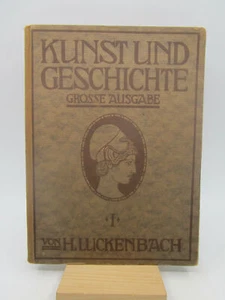 KUNST UND
GESCHICHTE
GROSSE AUSGABE
· I ·
VON H. LUCKENBACH